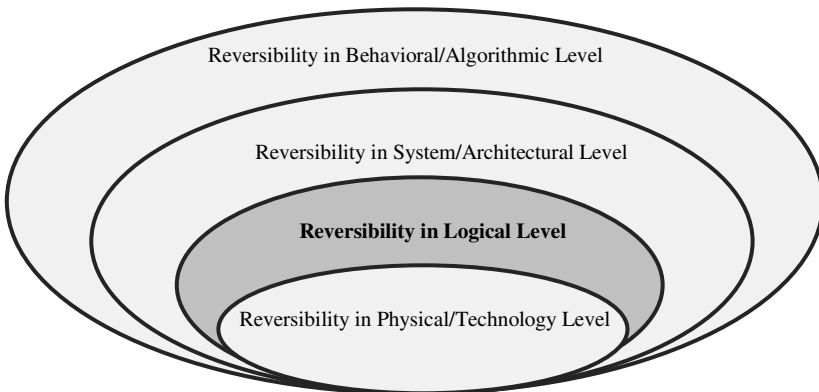 Reversibility in Behavioral/Algorithmic Level
Reversibility in System/Architectural Level
Reversibility in Logical Level
Reversibility in Physical/Technology Level